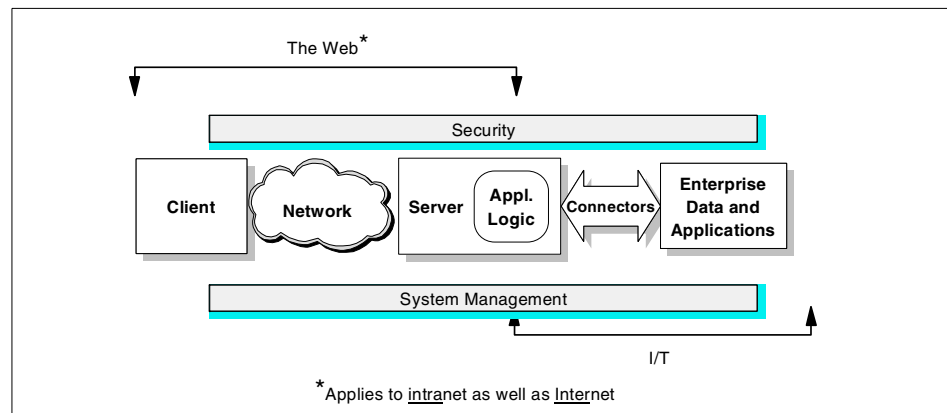 The Web*
Security
Client
Network
Server
Appl.
Logic
Connectors
Enterprise
Data and
Applications
System Management
I/T
*Applies to intranet as well as Internet